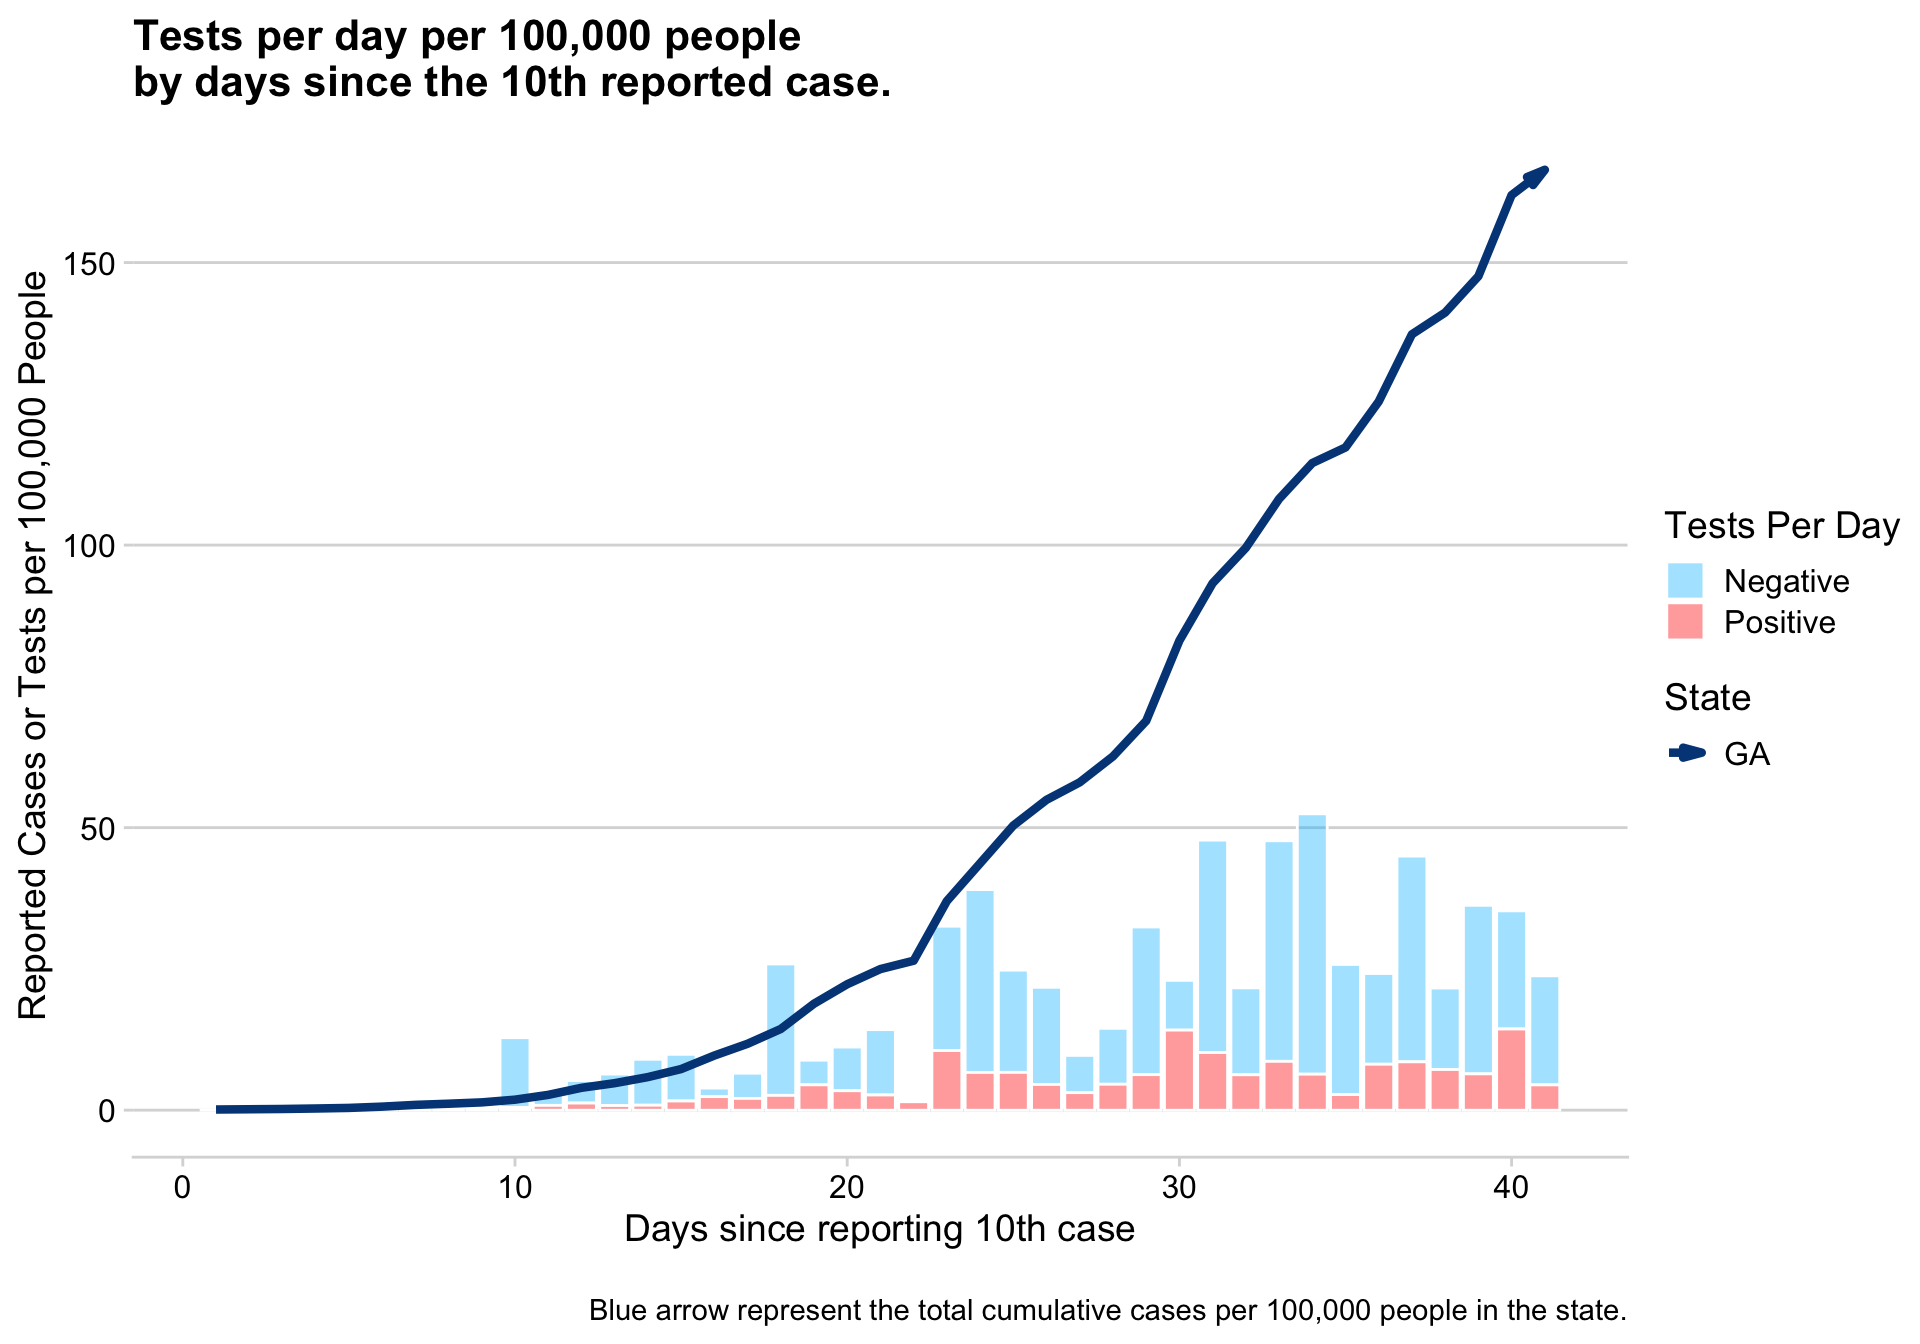 Tests per day per 100,000 people
by days since the 10th reported case.
Reported Cases or Tests per 100,000 People
150
100
50
0
0
10
20
30
40
Days since reporting 10th case
Tests Per Day
Negative
Positive
State
GA
Blue arrow represent the total cumulative cases per 100,000 people in the state.